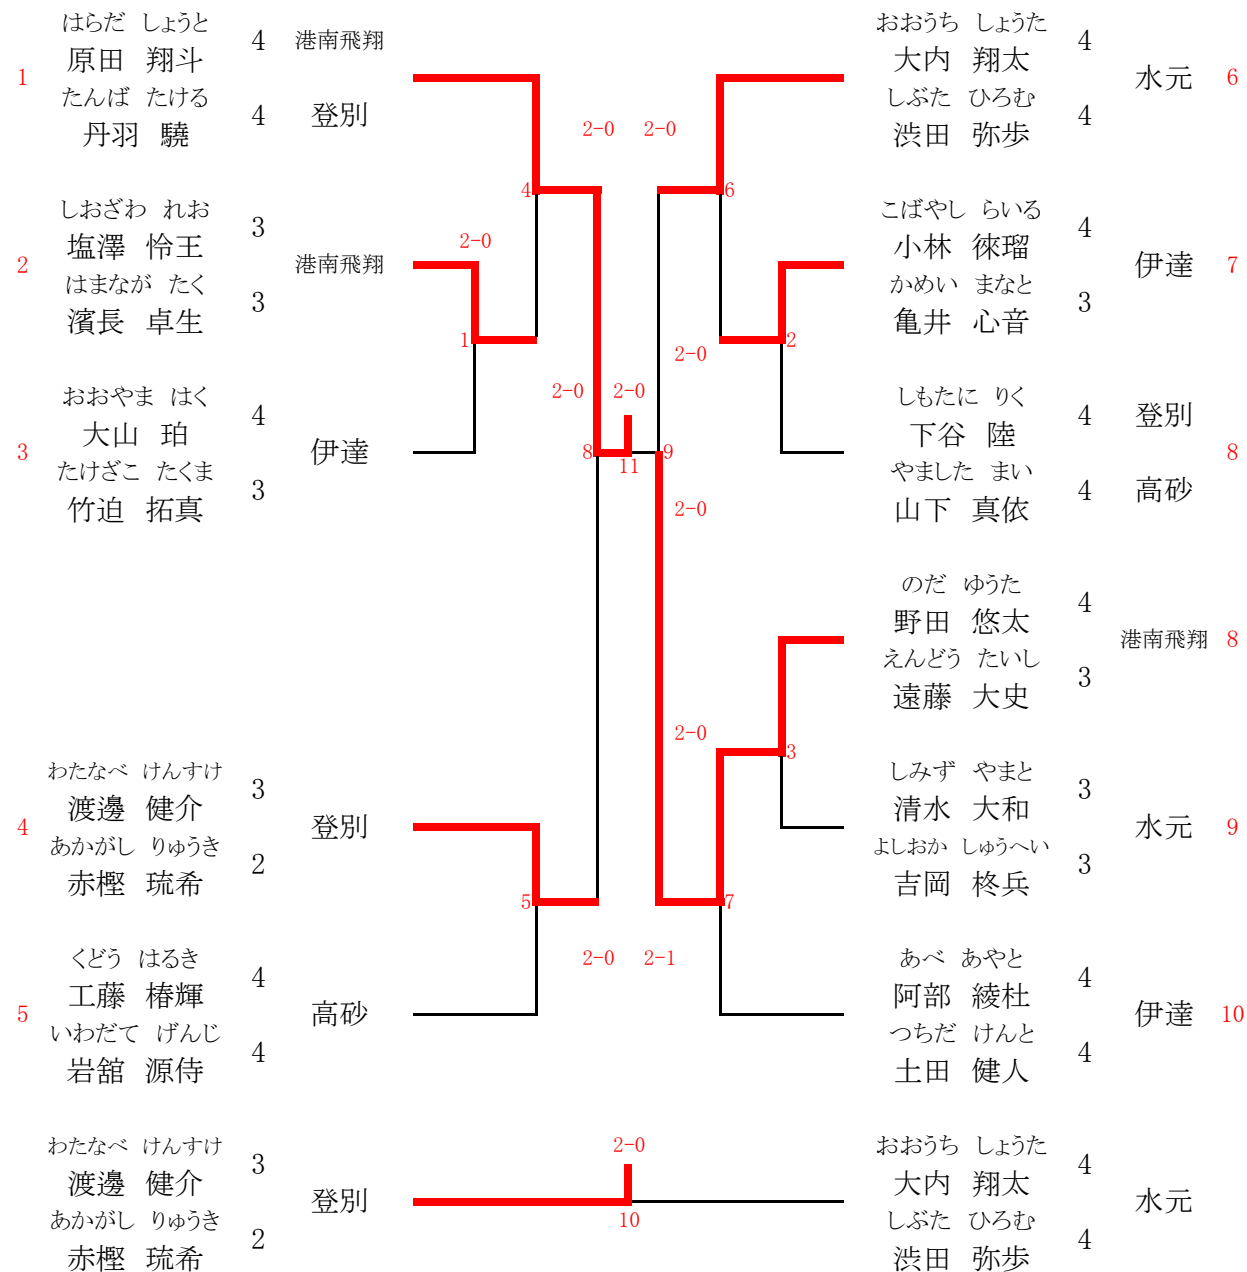 はらだ しょうと
原田 翔斗
たんば たける
丹羽 驍
4
4
港南飛翔
登別
1
しおざわ れお
塩澤 怜王
はまなが たく
濱長 卓生
3
3
港南飛翔
2
おおやま はく
大山 珀
たけざこ たくま
竹迫 拓真
4
3
伊達
3
わたなべ けんすけ
渡邊 健介
あかがし りゅうき
赤樫 琉希
3
2
登別
4
くどう はるき
工藤 椿輝
いわだて げんじ
岩舘 源侍
4
4
高砂
5
わたなべ けんすけ
渡邊 健介
あかがし りゅうき
赤樫 琉希
3
2
登別
2-0 2-0
4
6
2-0
1
2-0
2
2-0 2-0
8
11
9
2-0
2-0
3
5
7
2-0 2-1
2-0
10
おおうち しょうた
大内 翔太
しぶた ひろむ
渋田 弥歩
4
4
水元
6
こばやし らいる
小林 徠瑠
かめい まなと
亀井 心音
4
3
伊達
7
しもたに りく
下谷 陸
やました まい
山下 真依
4
4
登別
高砂
8
のだ ゆうた
野田 悠太
えんどう たいし
遠藤 大史
4
3
港南飛翔
8
しみず やまと
清水 大和
よしおか しゅうへい
吉岡 柊兵
3
3
水元
9
あべ あやと
阿部 綾杜
つちだ けんと
土田 健人
4
4
伊達
10
おおうち しょうた
大内 翔太
しぶた ひろむ
渋田 弥歩
4
4
水元